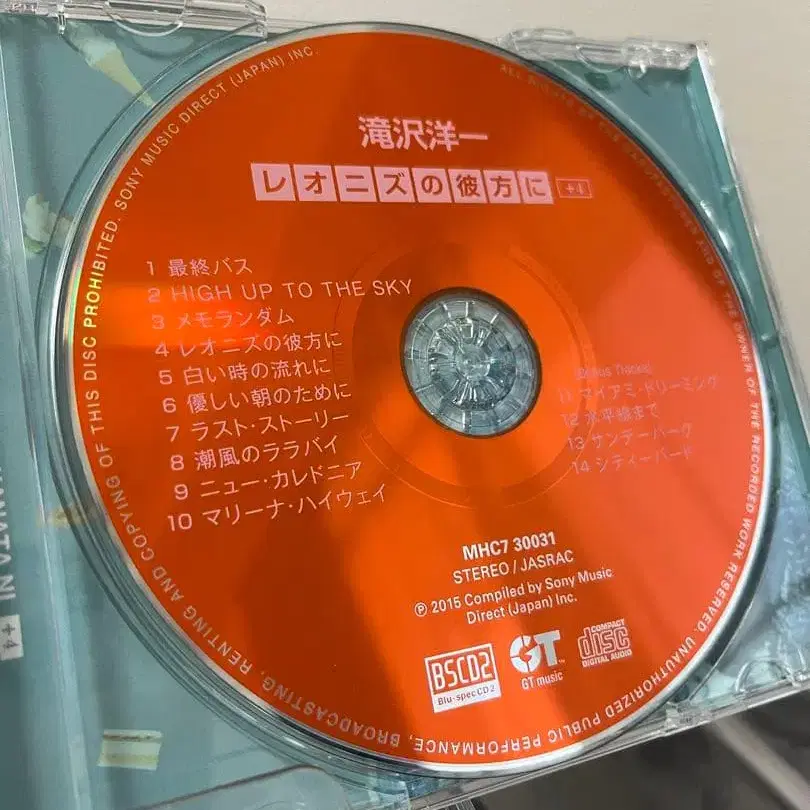 滝沢洋一
レオニズの彼方に +4
1 最終バス
2 HIGH UP TO THE SKY
3 メモランダム
4 レオニズの彼方に
5 白い時の流れに
6 優しい朝のために
7 ラスト・ストーリー
8 潮風のララバイ
9 ニュー・カレドニア
10 マリーナ・ハイウェイ
(Bonus Tracks)
11 マイアミ・ドリーミング
12 水平線まで
13 サンデーパーク
14 シティーバード
MHC7 30031
STEREO / JASRAC
Ⓟ 2015 Compiled by Sony Music
Direct (Japan) Inc.
BSCD2
Blu-spec CD2
GT™
GT music
COMPACT
disc
DIGITAL AUDIO
ALL RIGHTS OF THE MANUFACTURER AND OF THE OWNER OF THE RECORDED WORK RESERVED. UNAUTHORIZED PUBLIC PERFORMANCE, BROADCASTING, RENTING AND COPYING OF THIS DISC PROHIBITED. SONY MUSIC DIRECT (JAPAN) INC.
KANATA NI +4